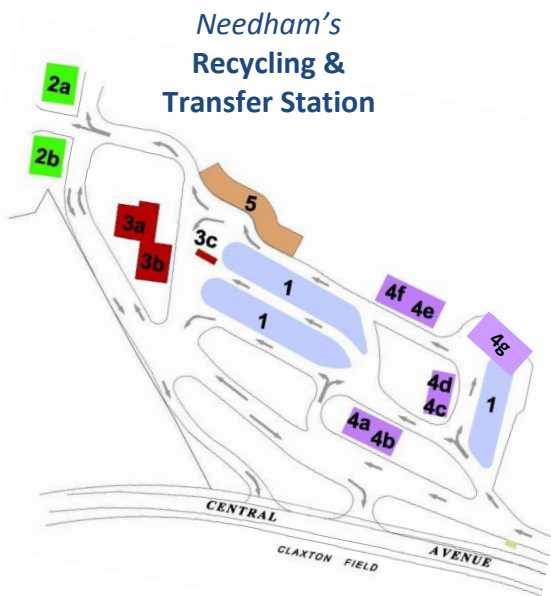 Needham's
Recycling &
Transfer Station
2a
2b
5
3a
3c
3b
1
4f
4e
1
4g
4d
4c
1
4a
4b
CENTRAL
AVENUE
CLAXTON FIELD